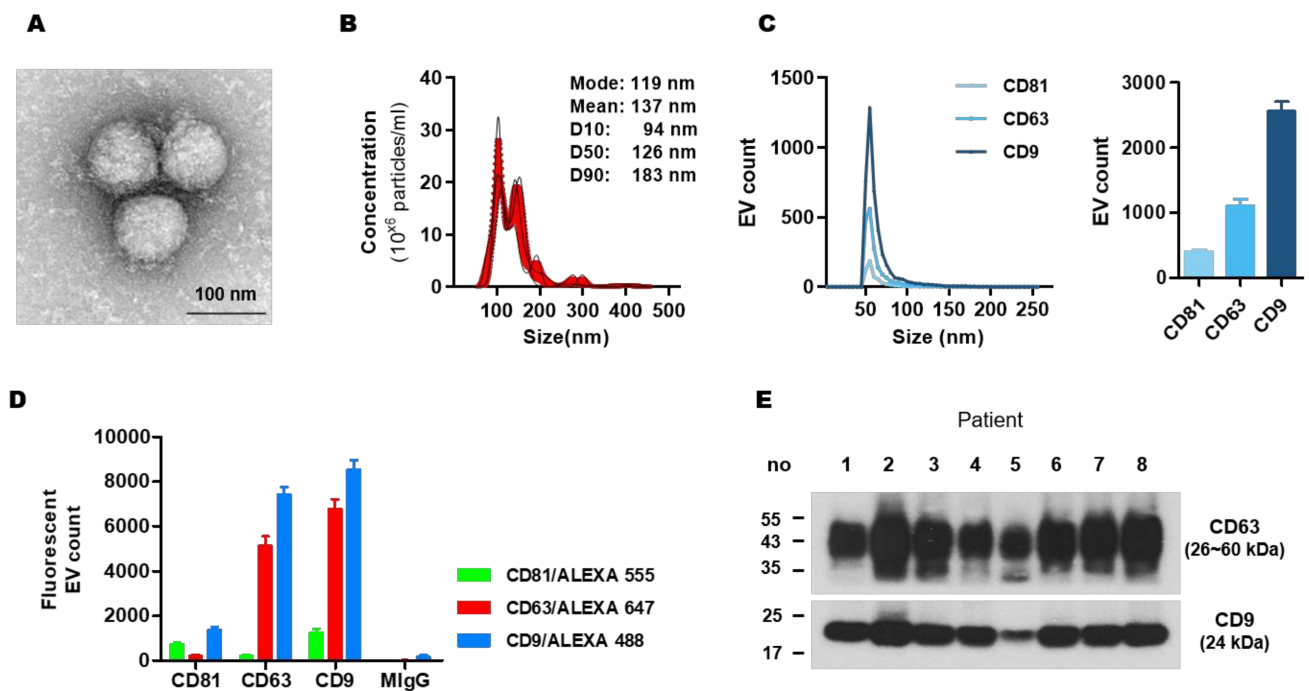 A
100 nm
B
Concentration
(10^x6 particles/ml)
40
30
20
10
0
Mode: 119 nm
Mean: 137 nm
D10: 94 nm
D50: 126 nm
D90: 183 nm
100 200 300 400 500
Size(nm)
C
EV count
1500
1000
500
0
CD81
CD63
CD9
50 100 150 200 250
Size (nm)
EV count
3000
2000
1000
0
CD81 CD63 CD9
D
Fluorescent
EV count
10000
8000
6000
4000
2000
0
CD81 CD63 CD9 MIgG
CD81/ALEXA 555
CD63/ALEXA 647
CD9/ALEXA 488
E
Patient
no 1 2 3 4 5 6 7 8
55
43
35
CD63
(26~60 kDa)
25
17
CD9
(24 kDa)